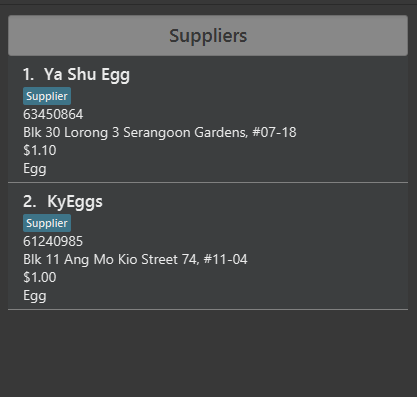 Suppliers
1. Ya Shu Egg
Supplier
63450864
Blk 30 Lorong 3 Serangoon Gardens, #07-18
$1.10
Egg
2. KyEggs
Supplier
61240985
Blk 11 Ang Mo Kio Street 74, #11-04
$1.00
Egg